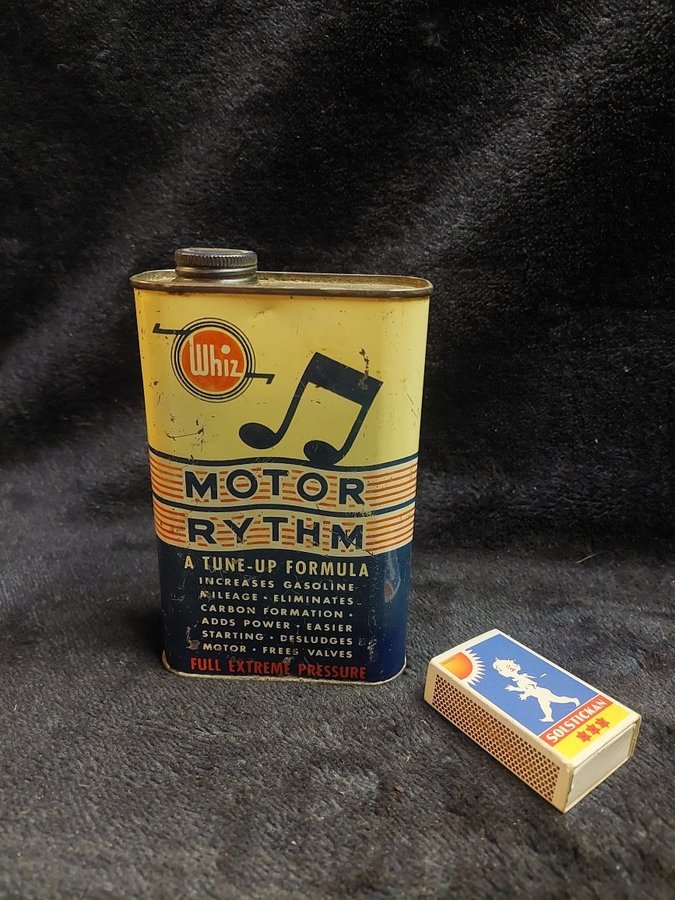 Whiz
MOTOR
RYTHM
A TUNE-UP FORMULA
INCREASES GASOLINE
MILEAGE • ELIMINATES
CARBON FORMATION •
ADDS POWER • EASIER
STARTING • DESLUDGES
MOTOR • FREES VALVES
FULL EXTREME PRESSURE
SOLSTICKAN